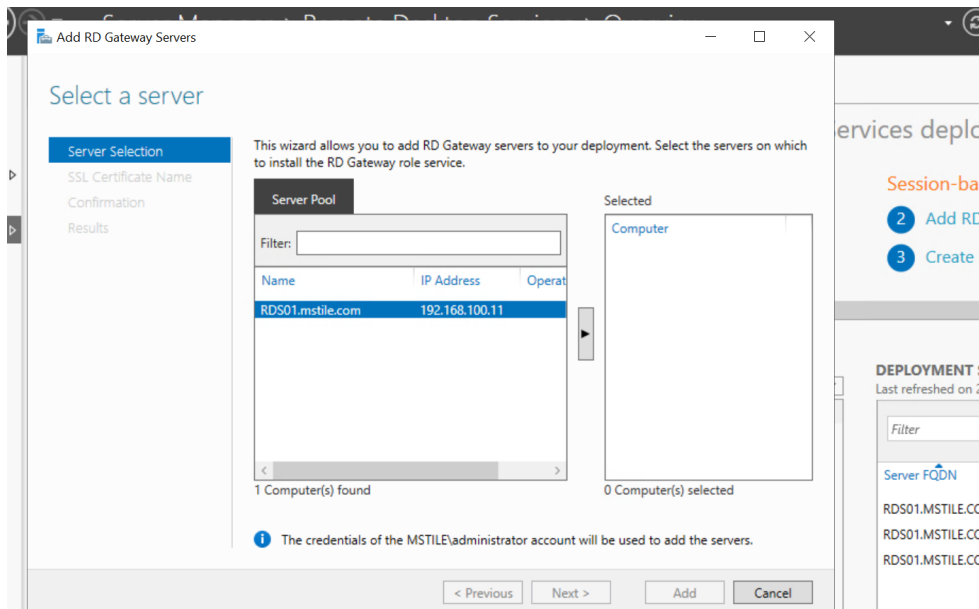 Add RD Gateway Servers
Select a server
Server Selection
SSL Certificate Name
Confirmation
Results
This wizard allows you to add RD Gateway servers to your deployment. Select the servers on which
to install the RD Gateway role service.
Server Pool
Filter:
Name IP Address Operat
RDS01.mstile.com 192.168.100.11
1 Computer(s) found
Selected
Computer
0 Computer(s) selected
The credentials of the MSTILE\administrator account will be used to add the servers.
< Previous Next > Add Cancel
ervices deplo
Session-ba
2 Add RD
3 Create
DEPLOYMENT
Last refreshed on 2
Filter
Server FQDN
RDS01.MSTILE.CO
RDS01.MSTILE.CO
RDS01.MSTILE.CO